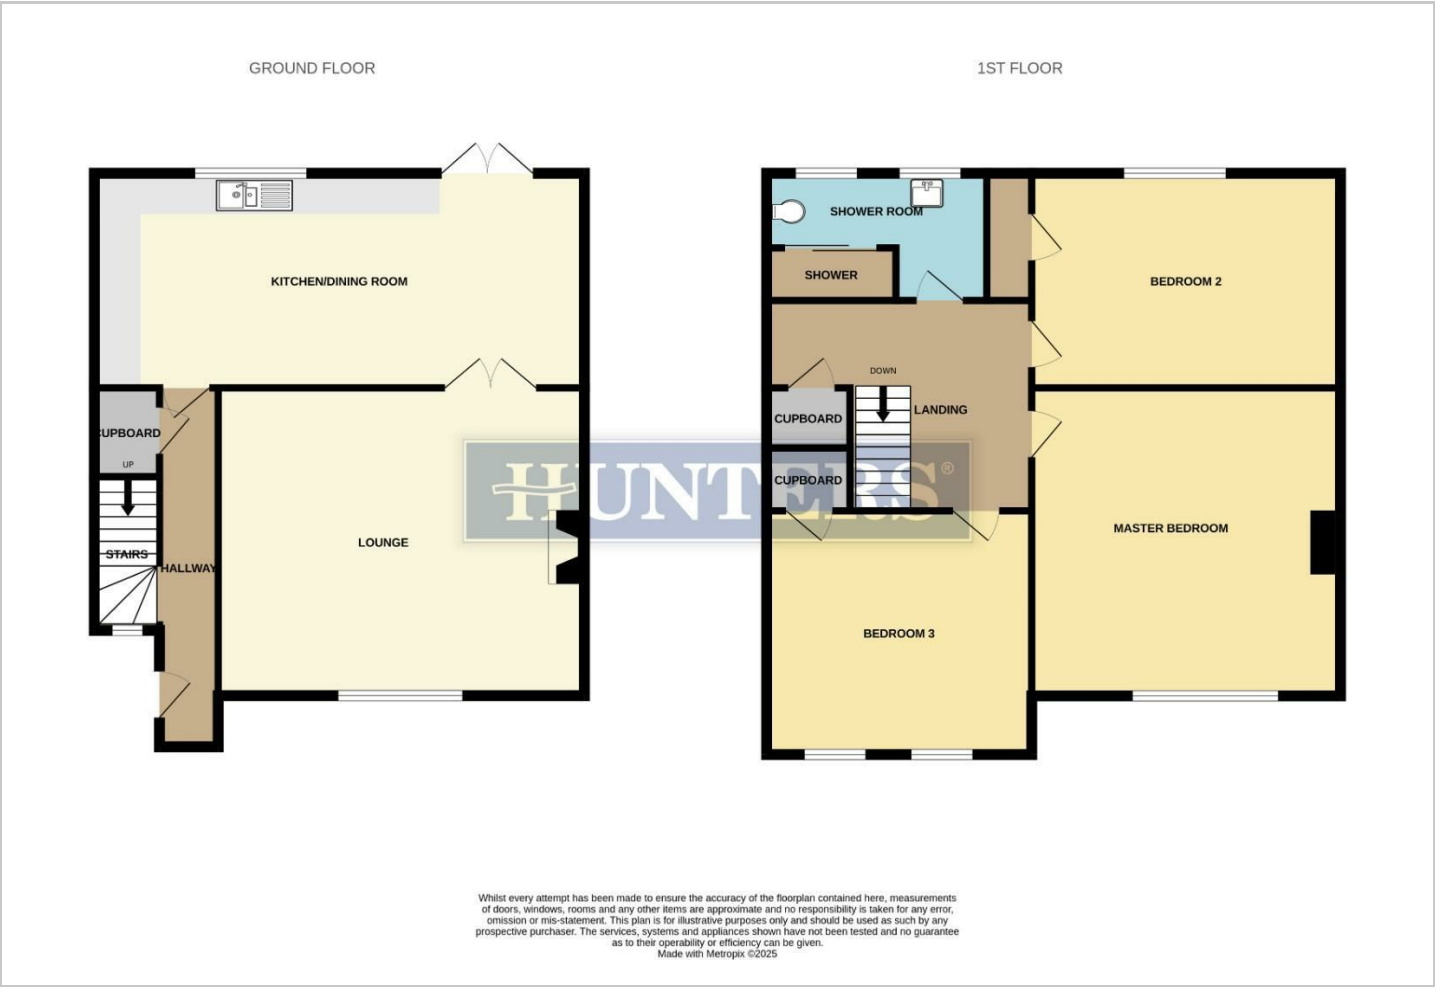 GROUND FLOOR
KITCHEN/DINING ROOM
CUPBOARD
UP
STAIRS
HALLWAY
LOUNGE
1ST FLOOR
SHOWER ROOM
SHOWER
BEDROOM 2
DOWN
CUPBOARD
LANDING
CUPBOARD
MASTER BEDROOM
BEDROOM 3
HUNTERS®
Whilst every attempt has been made to ensure the accuracy of the floorplan contained here, measurements
of doors, windows, rooms and any other items are approximate and no responsibility is taken for any error,
omission or mis-statement. This plan is for illustrative purposes only and should be used as such by any
prospective purchaser. The services, systems and appliances shown have not been tested and no guarantee
as to their operability or efficiency can be given.
Made with Metropix ©2025